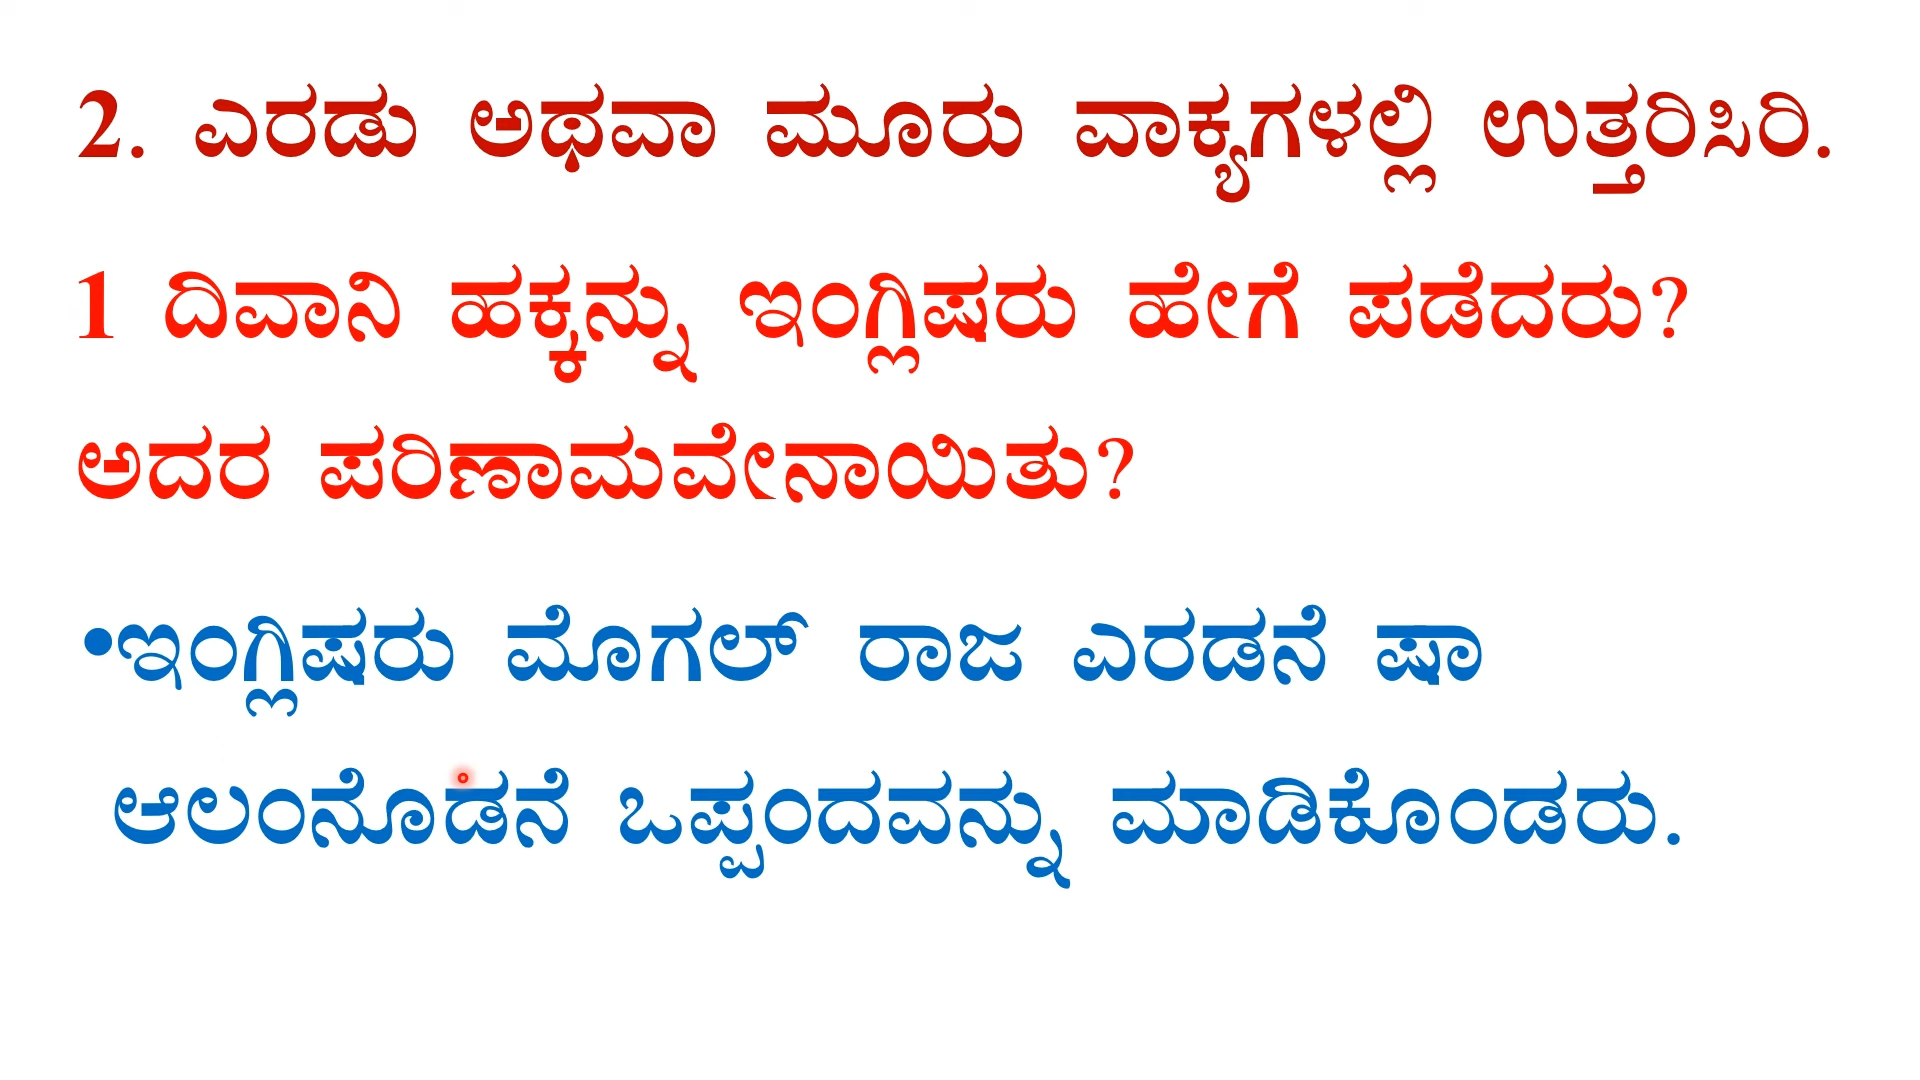 2. ಎರಡು ಅಥವಾ ಮೂರು ವಾಕ್ಯಗಳಲ್ಲಿ ಉತ್ತರಿಸಿರಿ.
1 ದಿವಾನಿ ಹಕ್ಕನ್ನು ಇಂಗ್ಲಿಷರು ಹೇಗೆ ಪಡೆದರು?
ಅದರ ಪರಿಣಾಮವೇನಾಯಿತು?
•ಇಂಗ್ಲಿಷರು ಮೊಗಲ್ ರಾಜ ಎರಡನೆ ಷಾ
ಆಲಂನೊಡನೆ ಒಪ್ಪಂದವನ್ನು ಮಾಡಿಕೊಂಡರು.